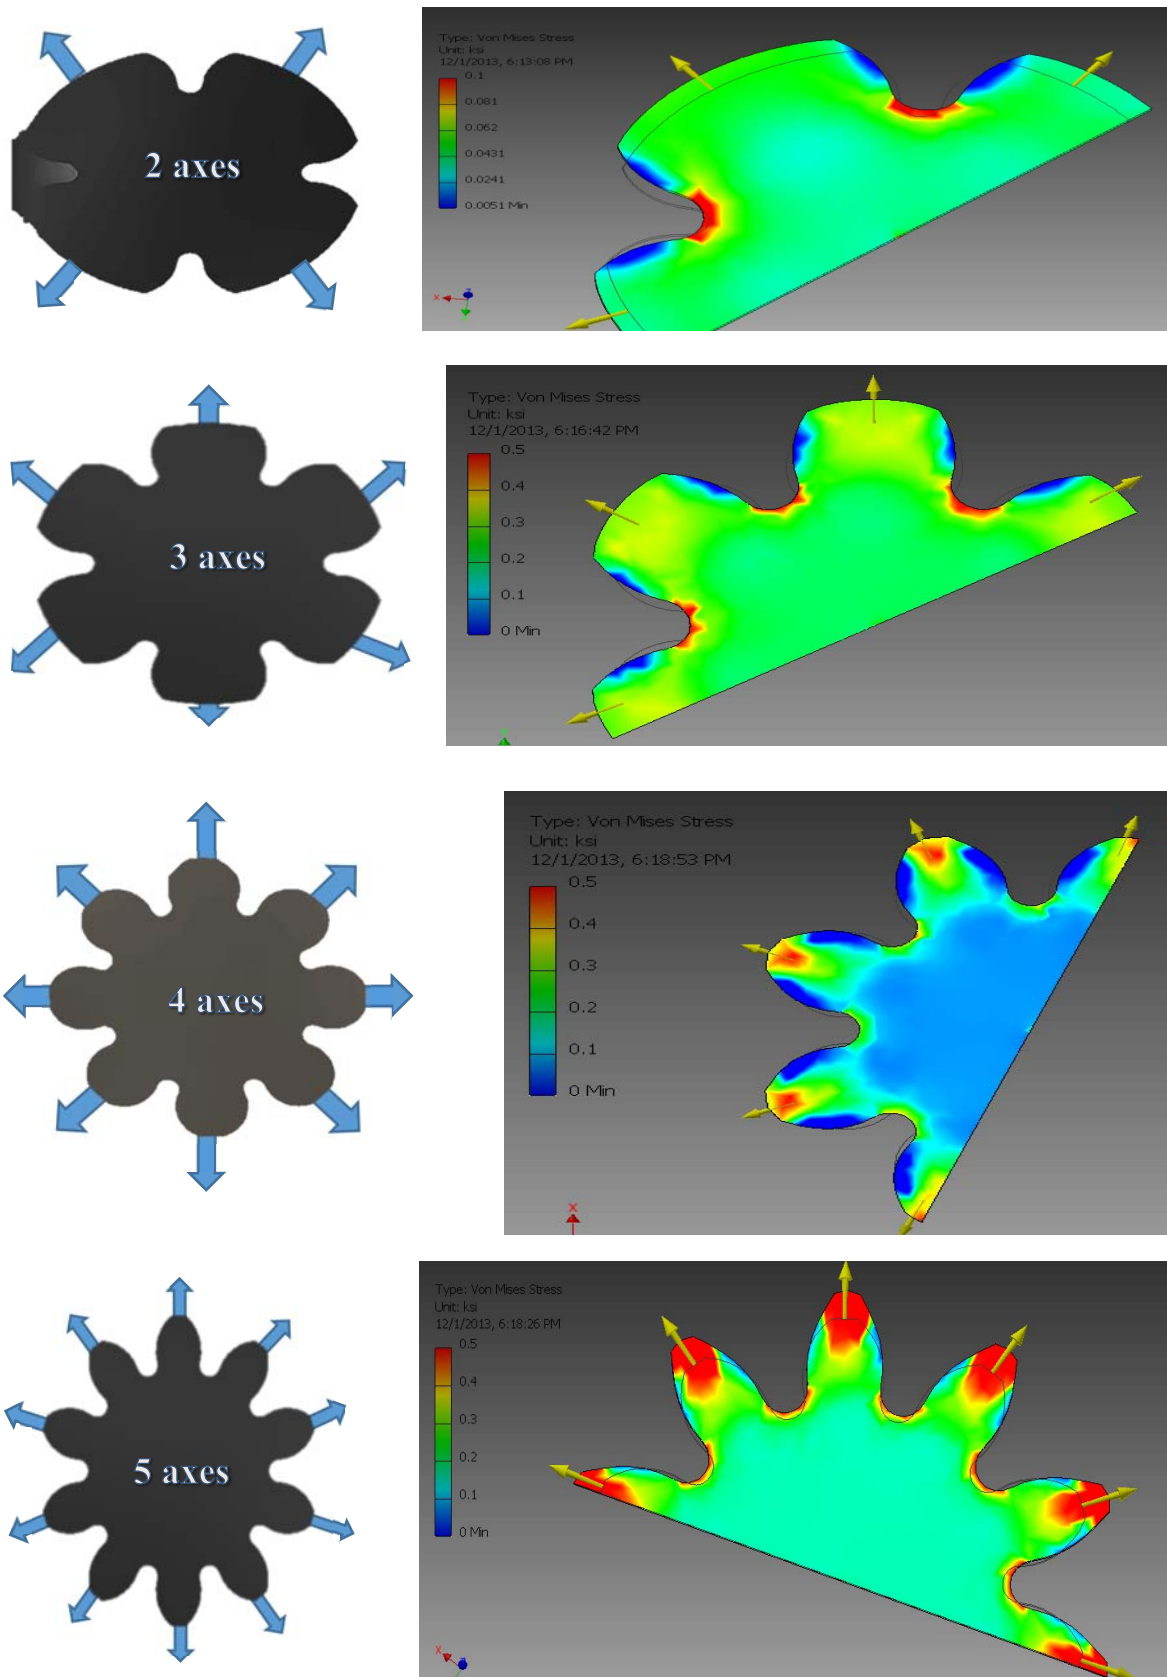 2 axes
Type: Von Mises Stress
Unit: ksi
12/1/2013, 6:13:08 PM
0.1
0.081
0.062
0.0431
0.0241
0.0051 Min
X
Z
Y
3 axes
Type: Von Mises Stress
Unit: ksi
12/1/2013, 6:16:42 PM
0.5
0.4
0.3
0.2
0.1
0 Min
4 axes
Type: Von Mises Stress
Unit: ksi
12/1/2013, 6:18:53 PM
0.5
0.4
0.3
0.2
0.1
0 Min
X
5 axes
Type: Von Mises Stress
Unit: ksi
12/1/2013, 6:18:26 PM
0.5
0.4
0.3
0.2
0.1
0 Min
X